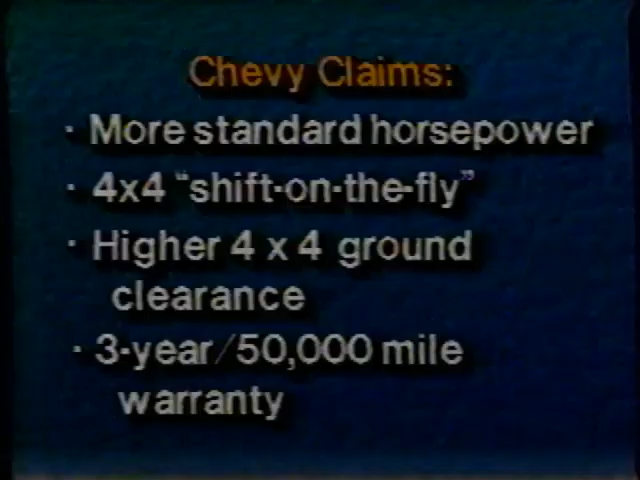 Chevy Claims:
· More standard horsepower
· 4x4 “shift-on-the-fly”
· Higher 4 x 4 ground
clearance
· 3-year/50,000 mile
warranty